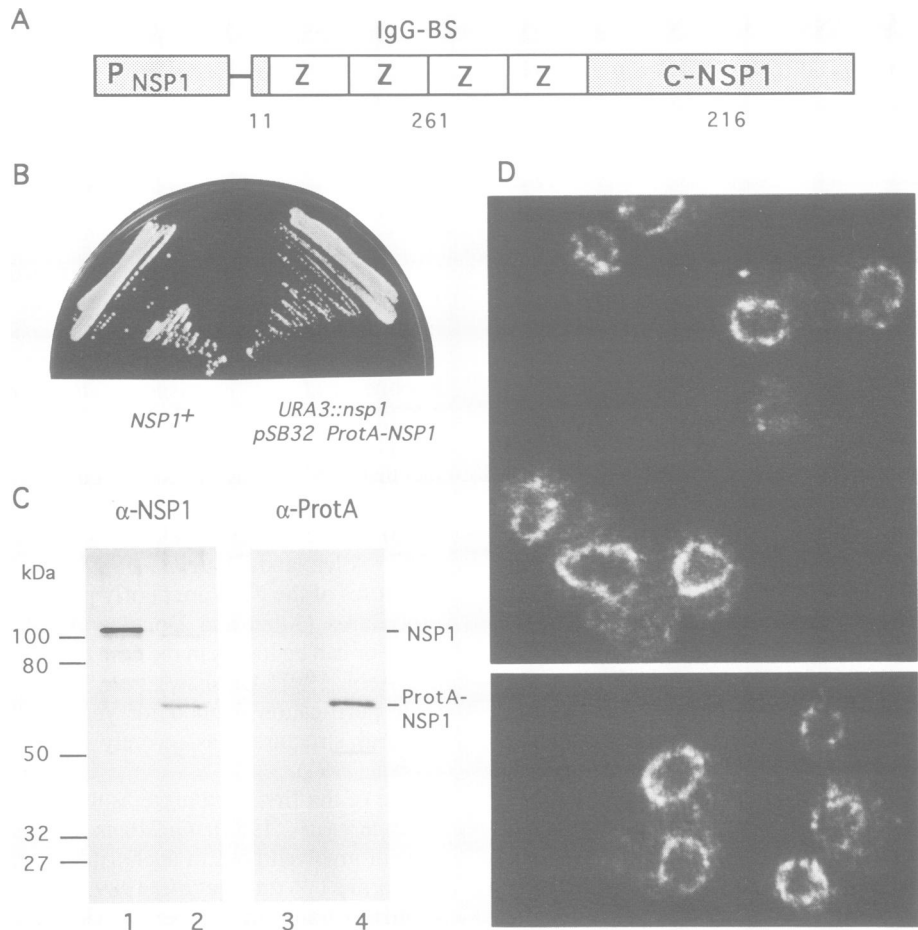 A
IgG-BS
P NSP1 Z Z Z Z C-NSP1
11 261 216
B
NSP1+
URA3::nsp1
pSB32 ProtA-NSP1
C
α-NSP1 α-ProtA
kDa
100
80
50
32
27
NSP1
ProtA-
NSP1
1 2 3 4
D